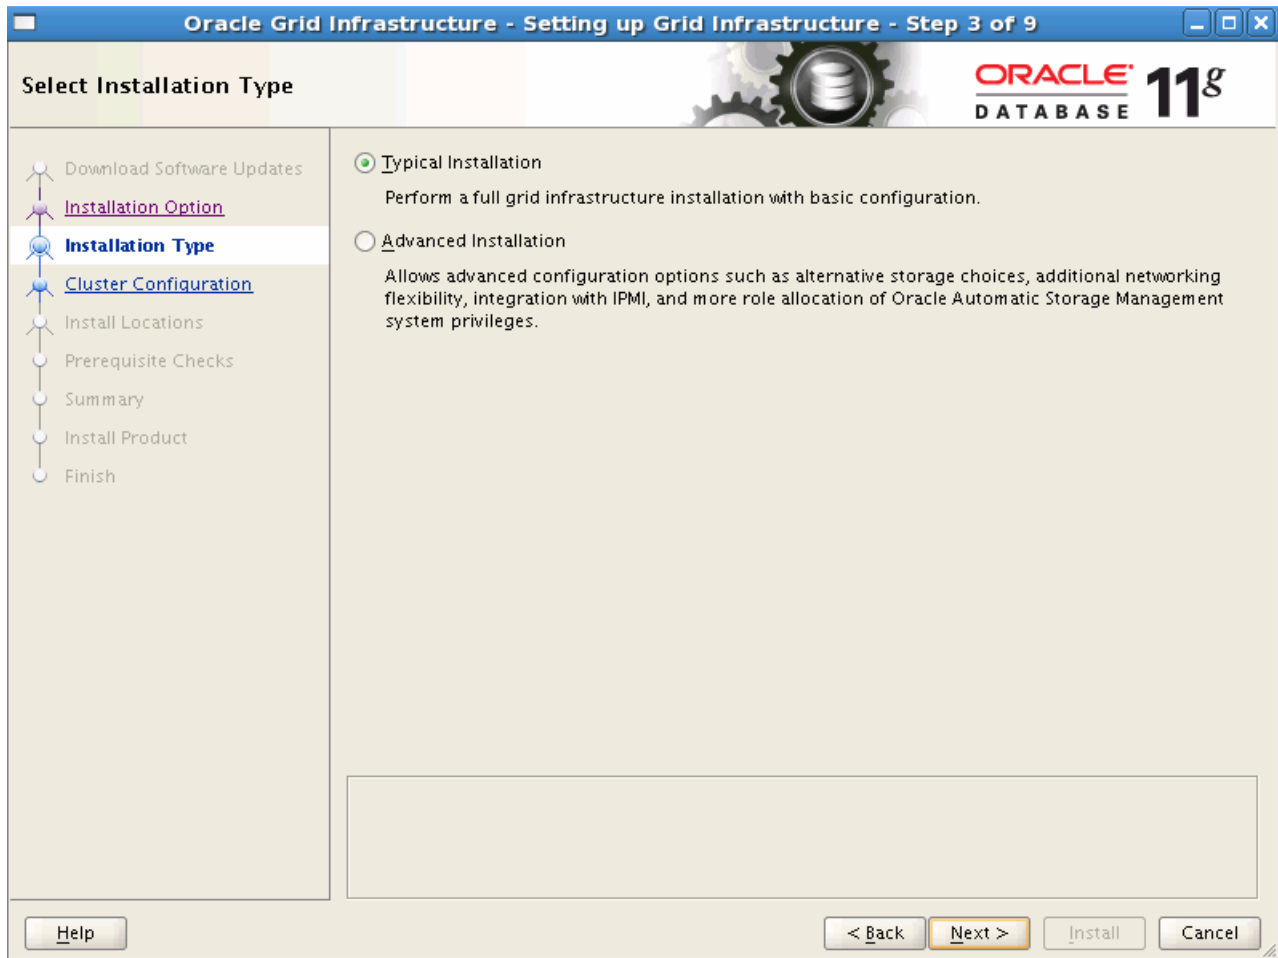 Oracle Grid Infrastructure - Setting up Grid Infrastructure - Step 3 of 9
Select Installation Type
ORACLE
DATABASE
11g
Download Software Updates
Installation Option
Installation Type
Cluster Configuration
Install Locations
Prerequisite Checks
Summary
Install Product
Finish
Typical Installation
Perform a full grid infrastructure installation with basic configuration.
Advanced Installation
Allows advanced configuration options such as alternative storage choices, additional networking
flexibility, integration with IPMI, and more role allocation of Oracle Automatic Storage Management
system privileges.
Help
< Back
Next >
Install
Cancel